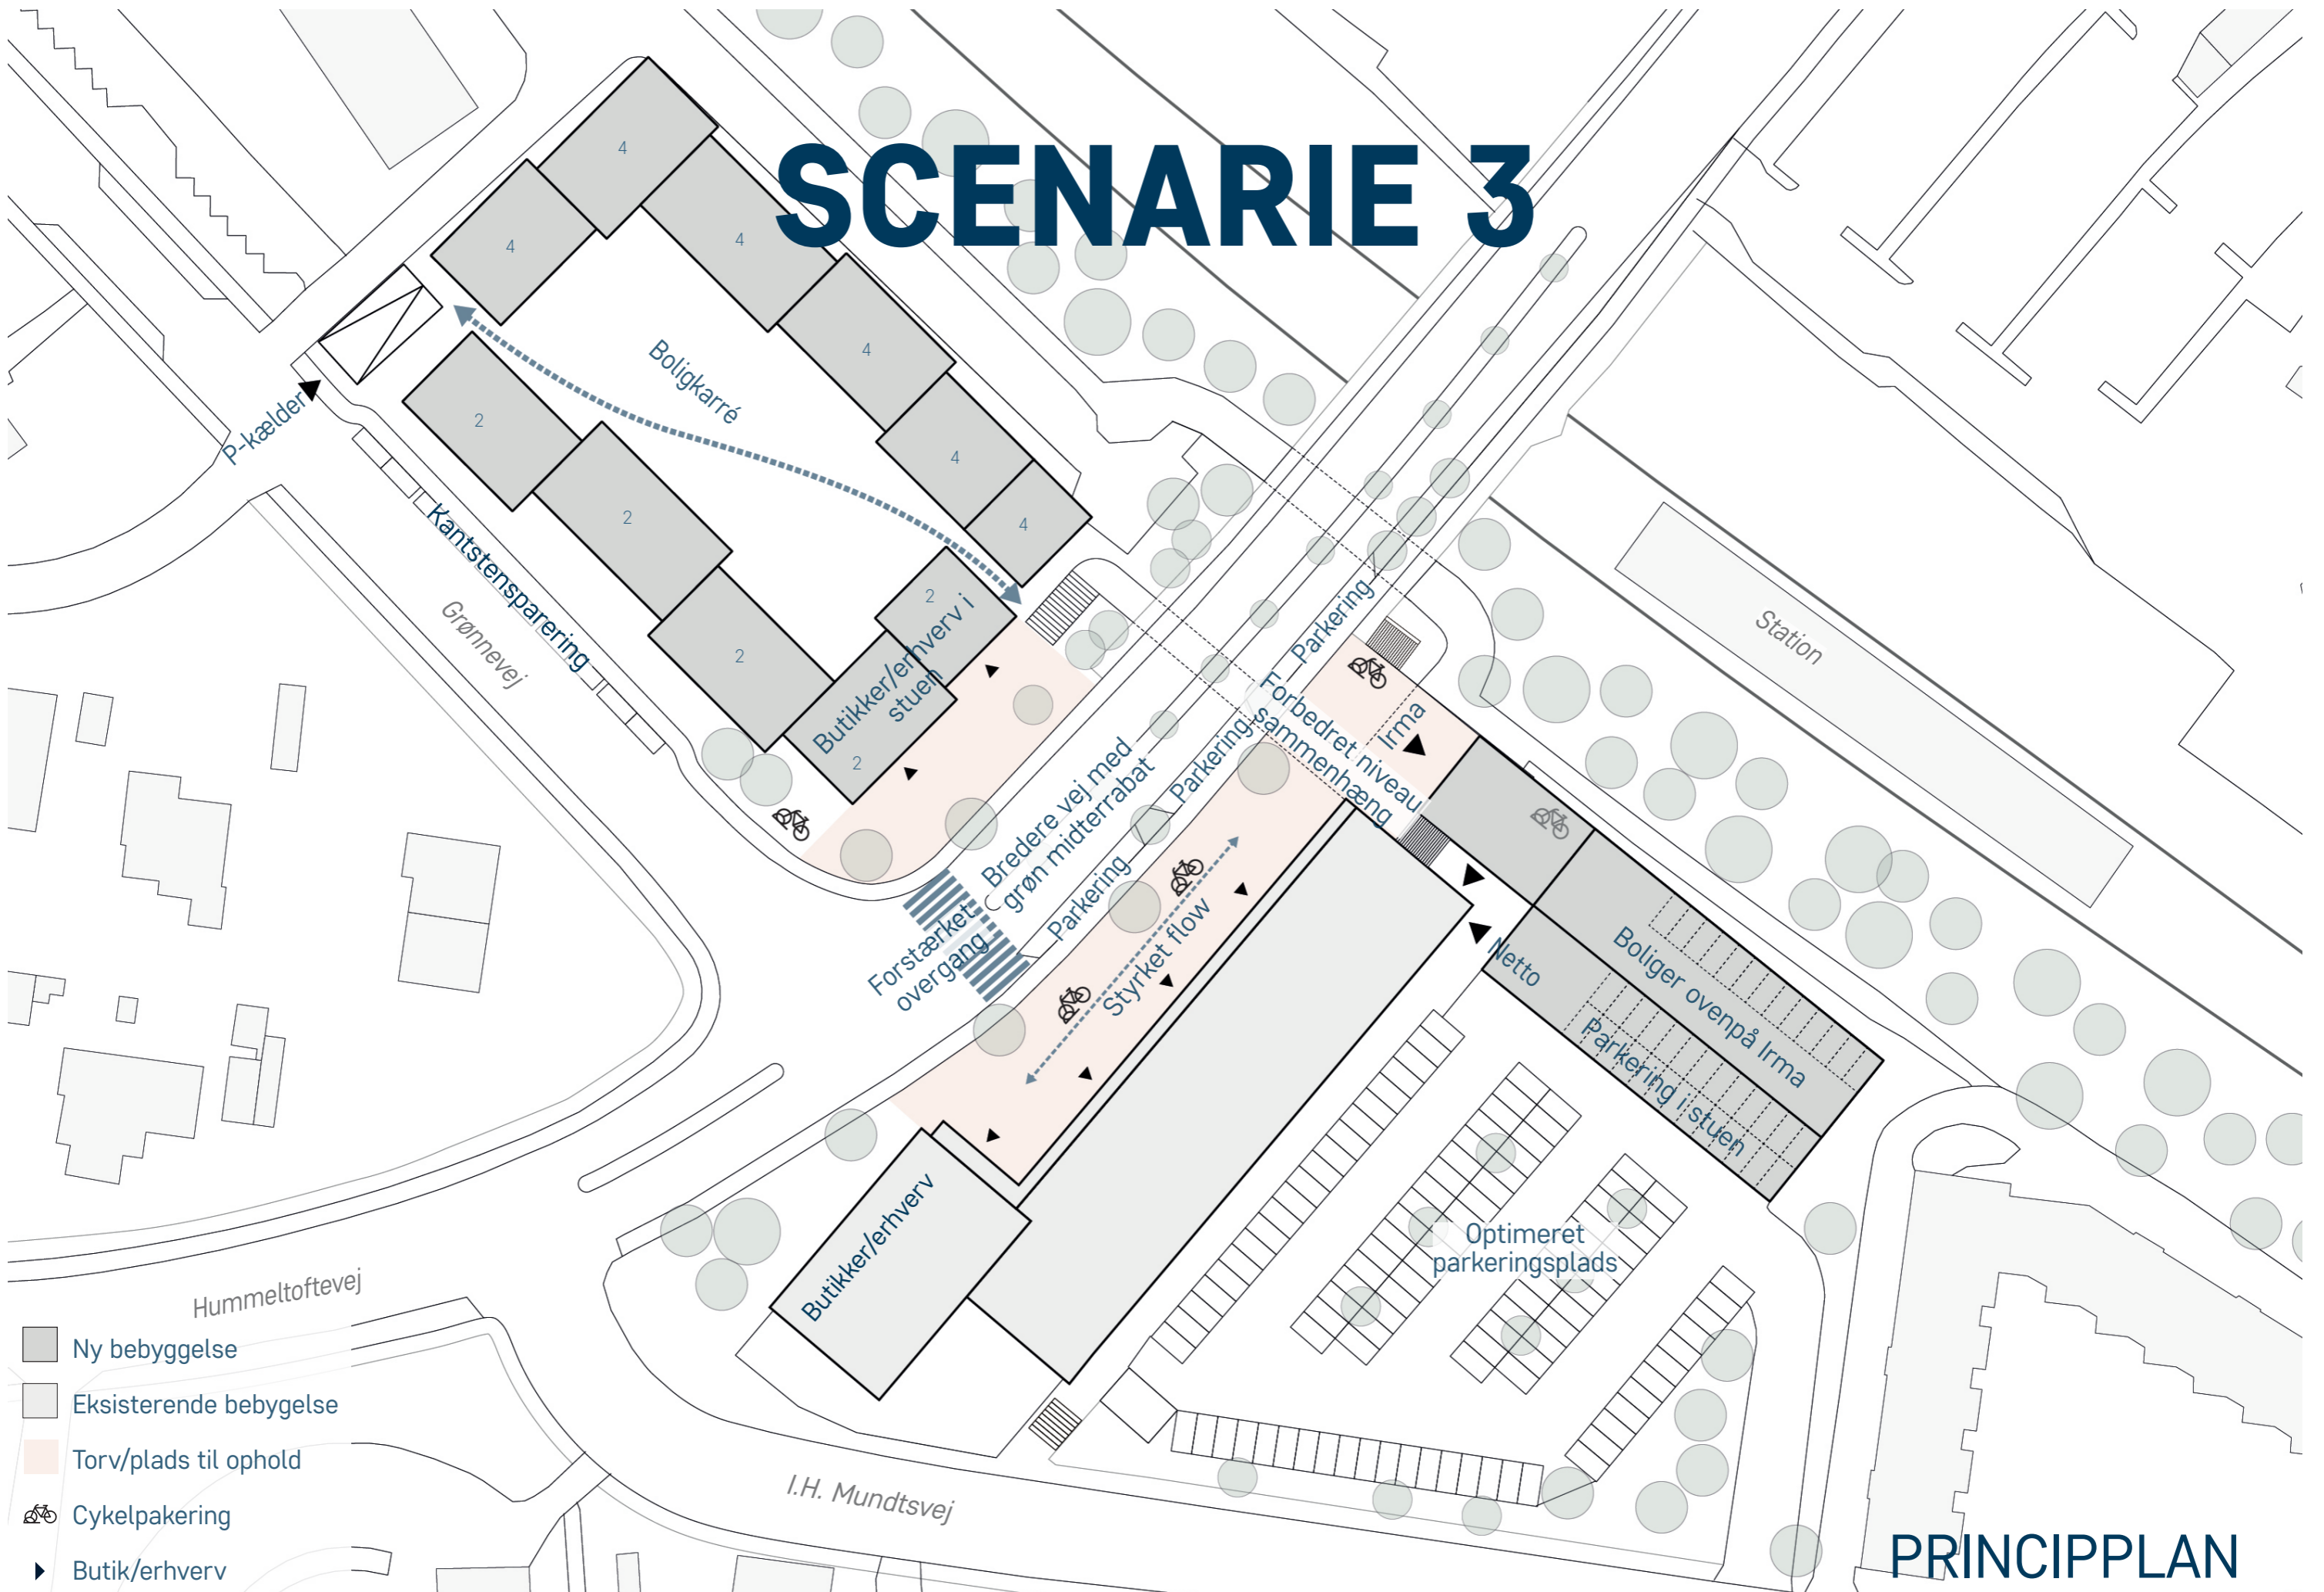 SCENARIE 3
4
4
4
4
4
4
2
2
2
2
2
Boligkarré
P-kælder
Kantstensparering
Grønnevej
Butikker/erhverv i
stuen
Parkering
Station
Forbedret niveau
sammenhæng
Irma
Parkering
Bredere vej med
grøn midterrabat
Parkering
Forstærket
overgang
Styrket flow
Netto
Boliger ovenpå Irma
Parkering i stuen
Butikker/erhverv
Optimeret
parkeringsplads
Hummeltoftevej
I.H. Mundtsvej
Ny bebyggelse
Eksisterende bebygelse
Torv/plads til ophold
Cykelpakering
Butik/erhverv
PRINCIPPLAN